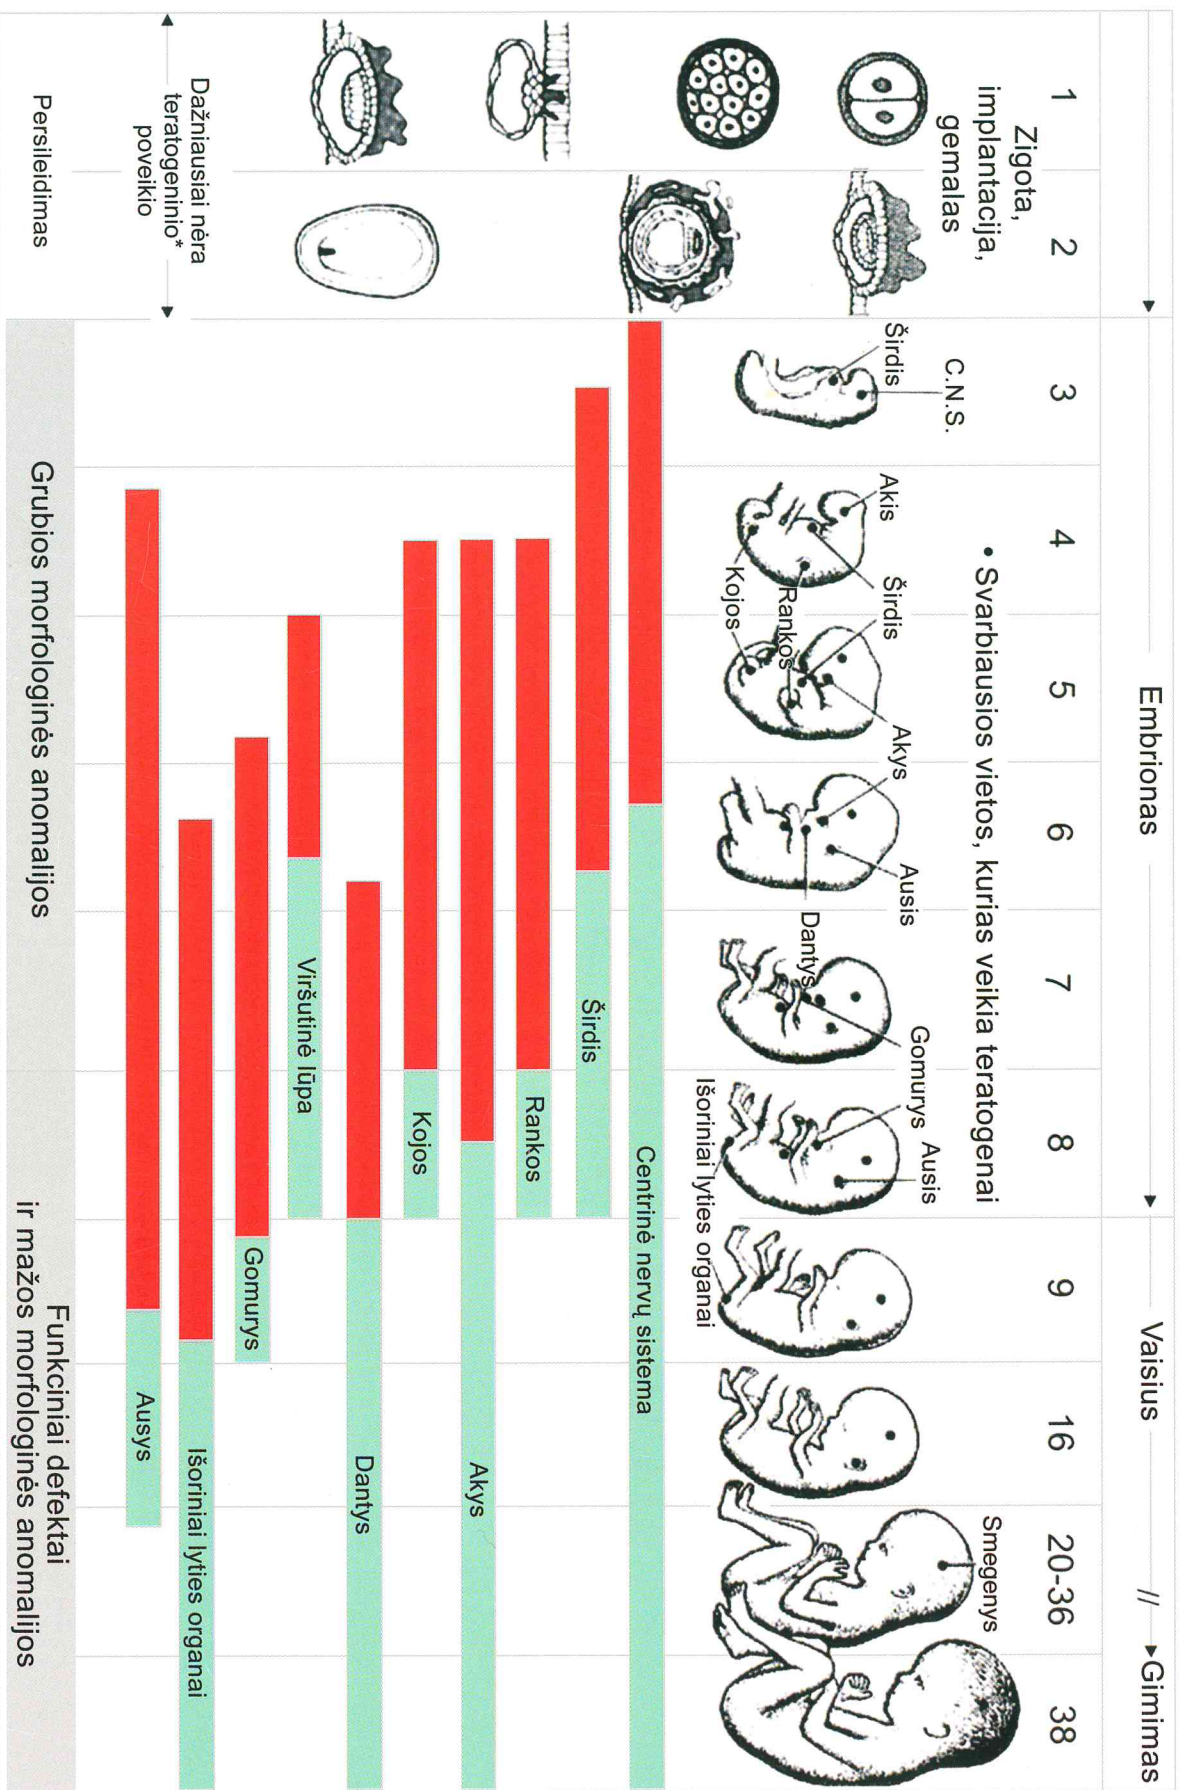 Embrionas
Vaisius
//
Gimimas
1
2
3
4
5
6
7
8
9
16
20-36
38
Zigota,
implantacija,
gemalas
• Svarbiausios vietos, kurias veikia teratogenai
C.N.S.
Širdis
Akis
Širdis
Rankos
Kojos
Akys
Ausis
Dantys
Gomurys
Ausis
Išoriniai lyties organai
Smegenys
Centrinė nervų sistema
Širdis
Rankos
Akys
Kojos
Dantys
Viršutinė lūpa
Gomurys
Išoriniai lyties organai
Ausys
Dažniausiai nėra
teratogeninio*
poveikio
Persileidimas
Grubios morfologinės anomalijos
Funkciniai defektai
ir mažos morfologinės anomalijos